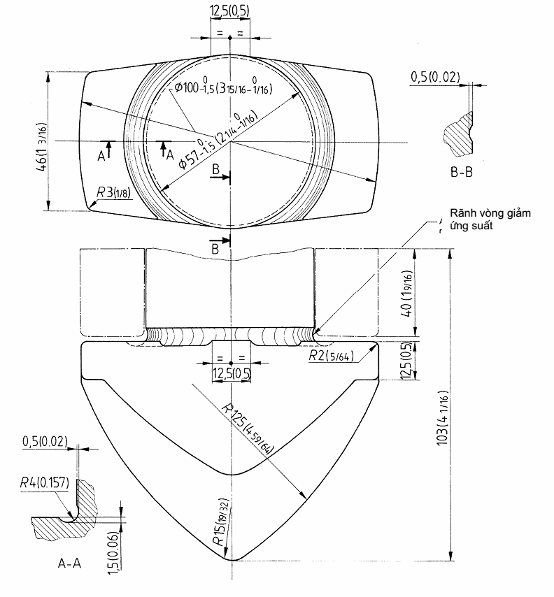 12,5(0,5)
= =
0,5(0.02)
0 0
Φ100-1,5 (3 15/16-1/16)
46(1 3/16)
A A
0 0
Φ57-1,5 (2 1/4-1/16)
B
B-B
R3(1/8)
B
Rãnh vòng giảm
ứng suất
40(1 9/16)
R2(5/64)
= =
12,5(0,5)
12,5(0,5)
R125(4 59/64)
103(4 1/16)
0,5(0.02)
R4(0.157)
R15(19/32)
1,5(0.06)
A-A